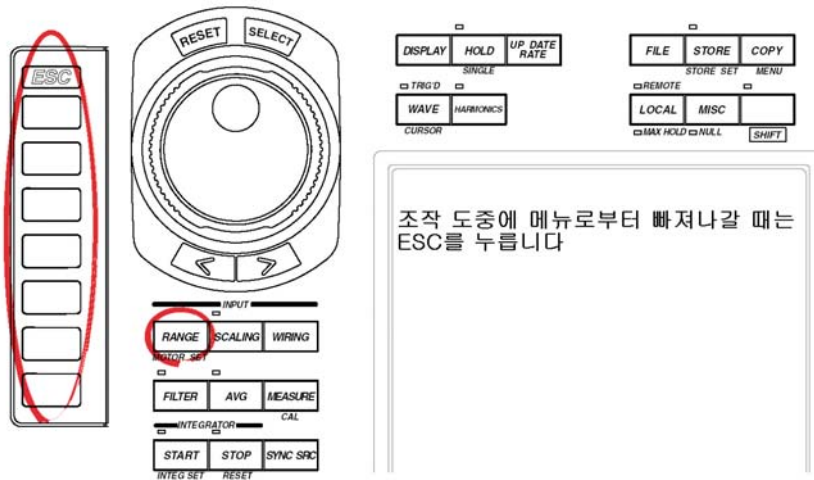 ESC
RESET SELECT
INPUT
RANGE SCALING WIRING
MOTOR SET
FILTER AVG MEASURE
CAL
INTEGRATOR
START STOP SYNC SRC
INTEG SET RESET
DISPLAY HOLD UP DATE RATE
SINGLE
TRIG'D
WAVE HARMONICS
CURSOR
FILE STORE COPY
STORE SET MENU
REMOTE
LOCAL MISC
MAX HOLD NULL SHIFT
조작 도중에 메뉴로부터 빠져나갈 때는
ESC를 누릅니다